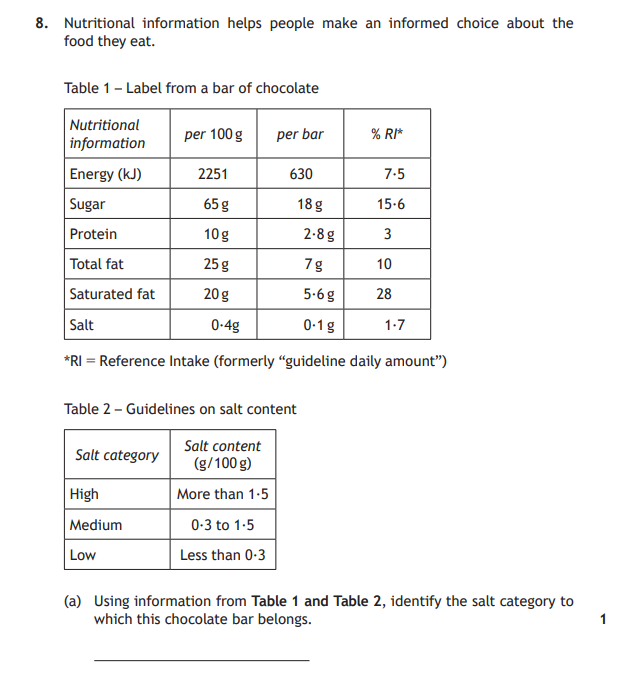 8. Nutritional information helps people make an informed choice about the
food they eat.
Table 1 – Label from a bar of chocolate
Nutritional information per 100 g per bar % RI*
Energy (kJ) 2251 630 7·5
Sugar 65 g 18 g 15·6
Protein 10 g 2·8 g 3
Total fat 25 g 7 g 10
Saturated fat 20 g 5·6 g 28
Salt 0·4g 0·1 g 1·7
*RI = Reference Intake (formerly “guideline daily amount”)
Table 2 – Guidelines on salt content
Salt category Salt content (g/100 g)
High More than 1·5
Medium 0·3 to 1·5
Low Less than 0·3
(a) Using information from Table 1 and Table 2, identify the salt category to
which this chocolate bar belongs. 1